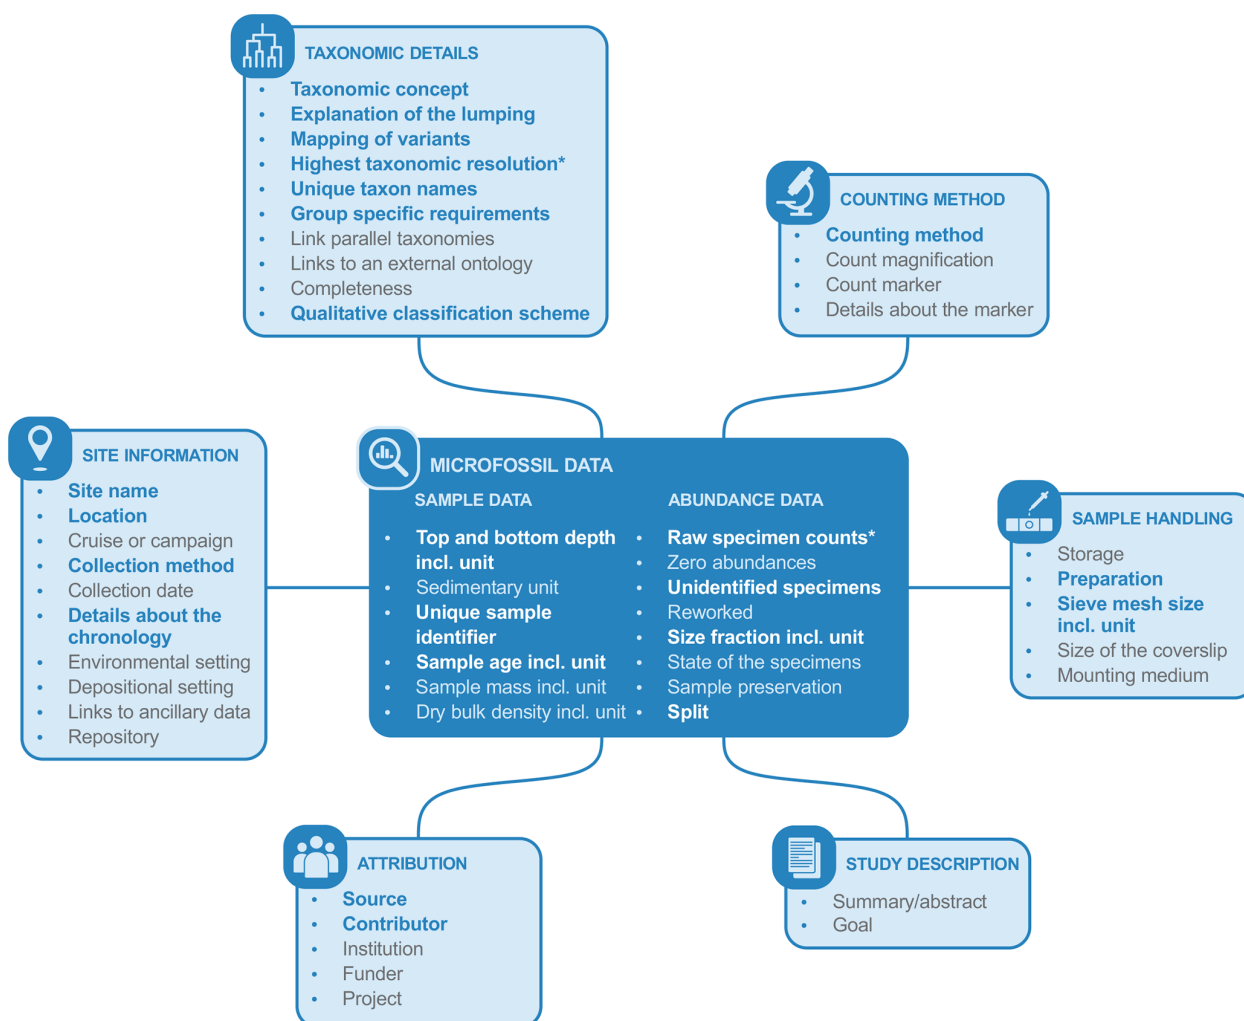 TAXONOMIC DETAILS
• Taxonomic concept
• Explanation of the lumping
• Mapping of variants
• Highest taxonomic resolution*
• Unique taxon names
• Group specific requirements
• Link parallel taxonomies
• Links to an external ontology
• Completeness
• Qualitative classification scheme
COUNTING METHOD
• Counting method
• Count magnification
• Count marker
• Details about the marker
SITE INFORMATION
• Site name
• Location
• Cruise or campaign
• Collection method
• Collection date
• Details about the
chronology
• Environmental setting
• Depositional setting
• Links to ancillary data
• Repository
MICROFOSSIL DATA
SAMPLE DATA
• Top and bottom depth
incl. unit
• Sedimentary unit
• Unique sample
identifier
• Sample age incl. unit
• Sample mass incl. unit
• Dry bulk density incl. unit
ABUNDANCE DATA
• Raw specimen counts*
• Zero abundances
• Unidentified specimens
• Reworked
• Size fraction incl. unit
• State of the specimens
• Sample preservation
• Split
SAMPLE HANDLING
• Storage
• Preparation
• Sieve mesh size
incl. unit
• Size of the coverslip
• Mounting medium
ATTRIBUTION
• Source
• Contributor
• Institution
• Funder
• Project
STUDY DESCRIPTION
• Summary/abstract
• Goal